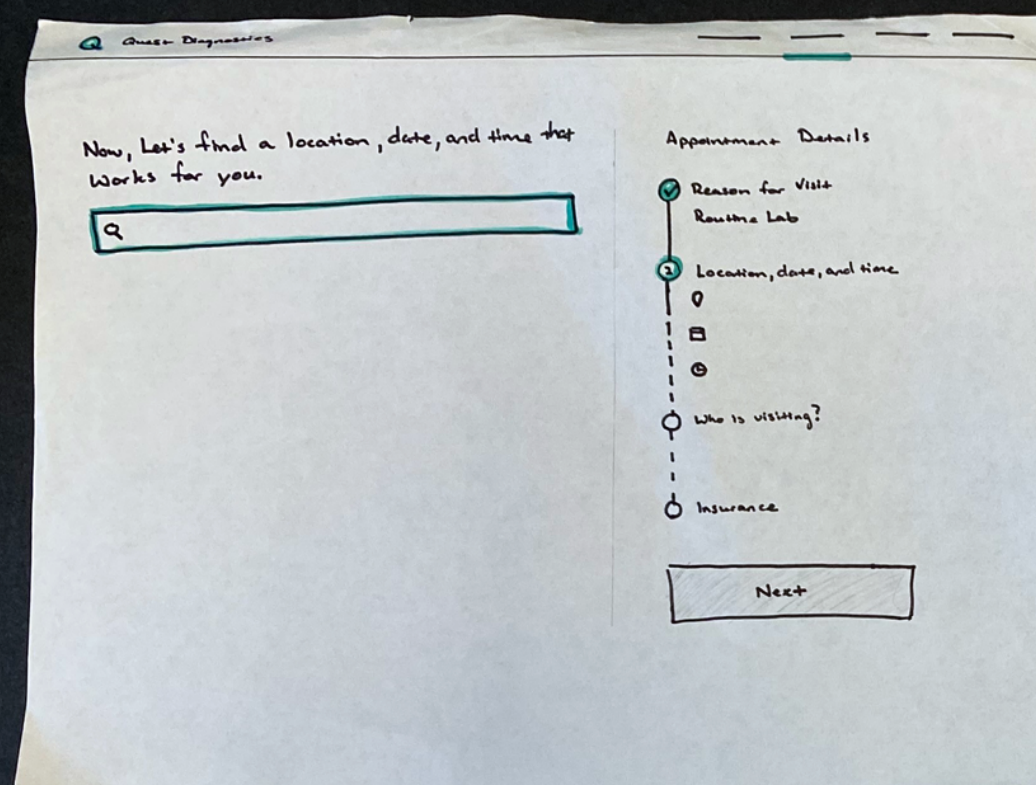 Quest Diagnostics
Now, Let's find a location, date, and time that
works for you.
Appointment Details
Reason for Visit
Routine Lab
2
Location, date, and time
Who is visiting?
Insurance
Next